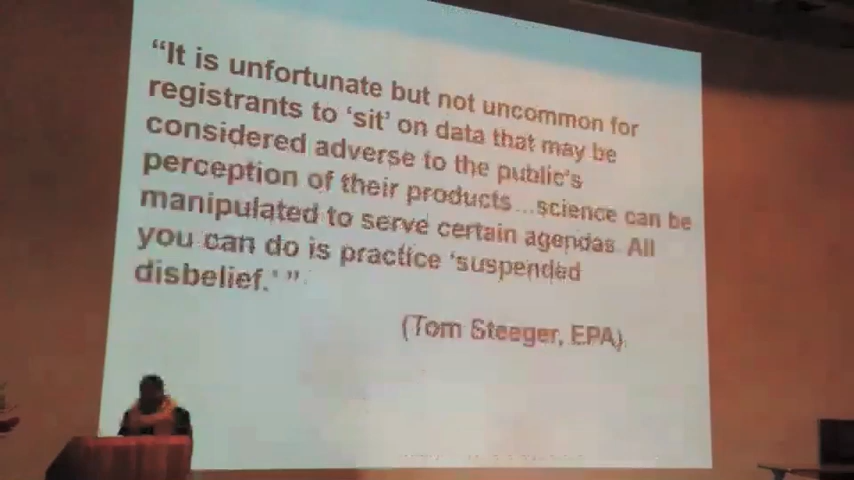 “It is unfortunate but not uncommon for
registrants to ‘sit’ on data that may be
considered adverse to the public's
perception of their products...science can be
manipulated to serve certain agendas. All
you can do is practice ‘suspended
disbelief.’ ”
(Tom Steeger, EPA)